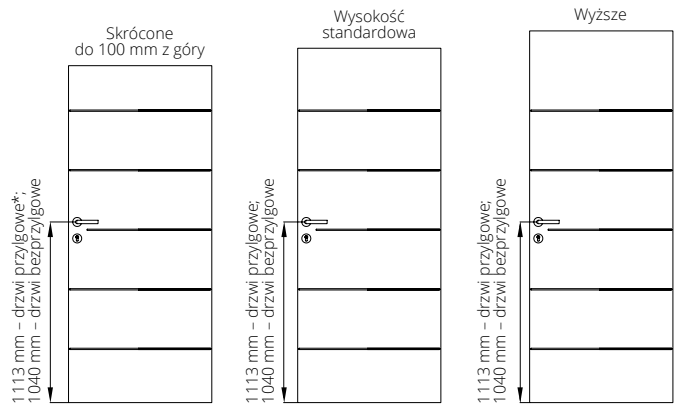 Skrócone
do 100 mm z góry
1113 mm – drzwi przylgowe*;
1040 mm – drzwi bezprzylgowe
Wysokość
standardowa
1113 mm – drzwi przylgowe;
1040 mm – drzwi bezprzylgowe
Wyższe
1113 mm – drzwi przylgowe;
1040 mm – drzwi bezprzylgowe